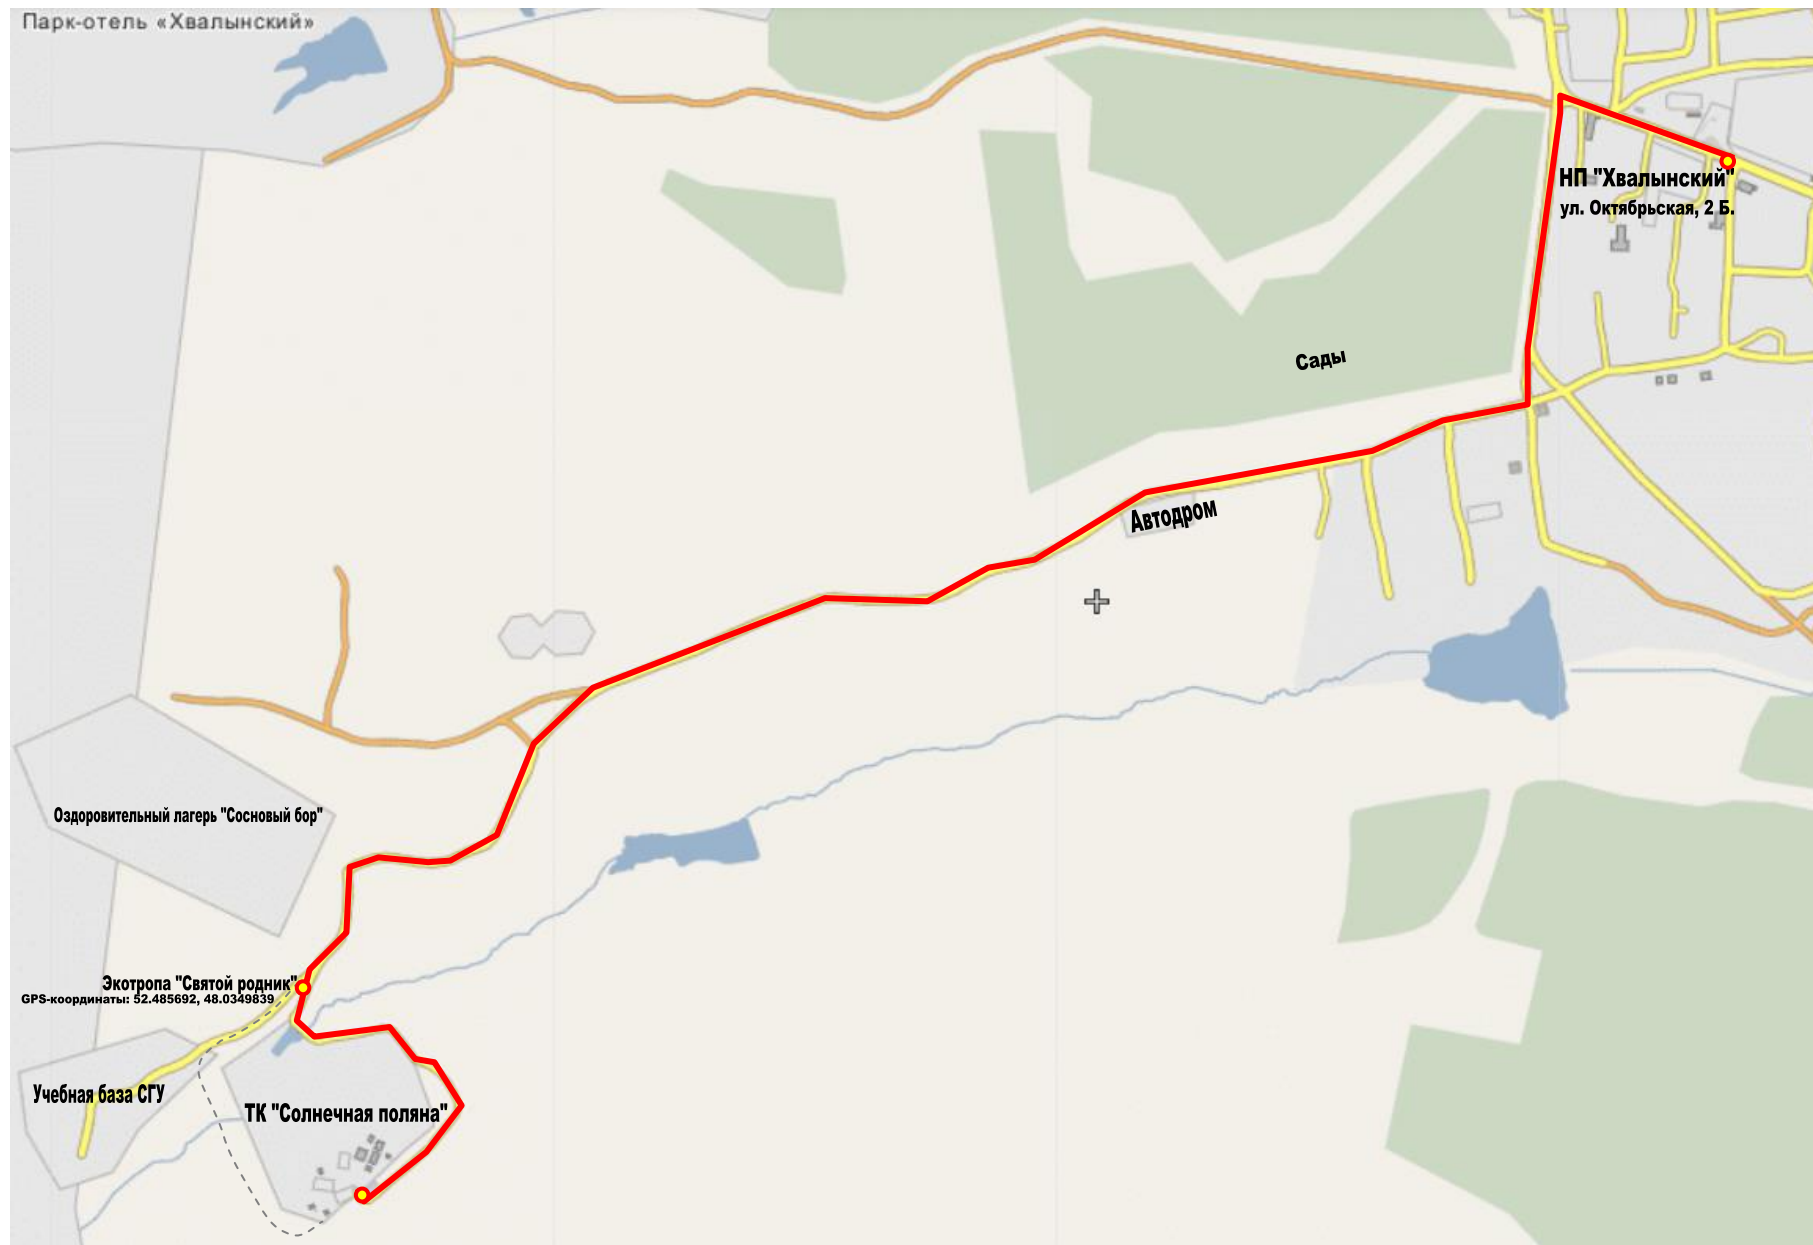 Парк-отель «Хвалынский»
НП "Хвалынский"
ул. Октябрьская, 2 Б.
Сады
Автодром
Оздоровительный лагерь "Сосновый бор"
Экотропа "Святой родник"
GPS-координаты: 52.485692, 48.0349839
Учебная база СГУ
ТК "Солнечная поляна"